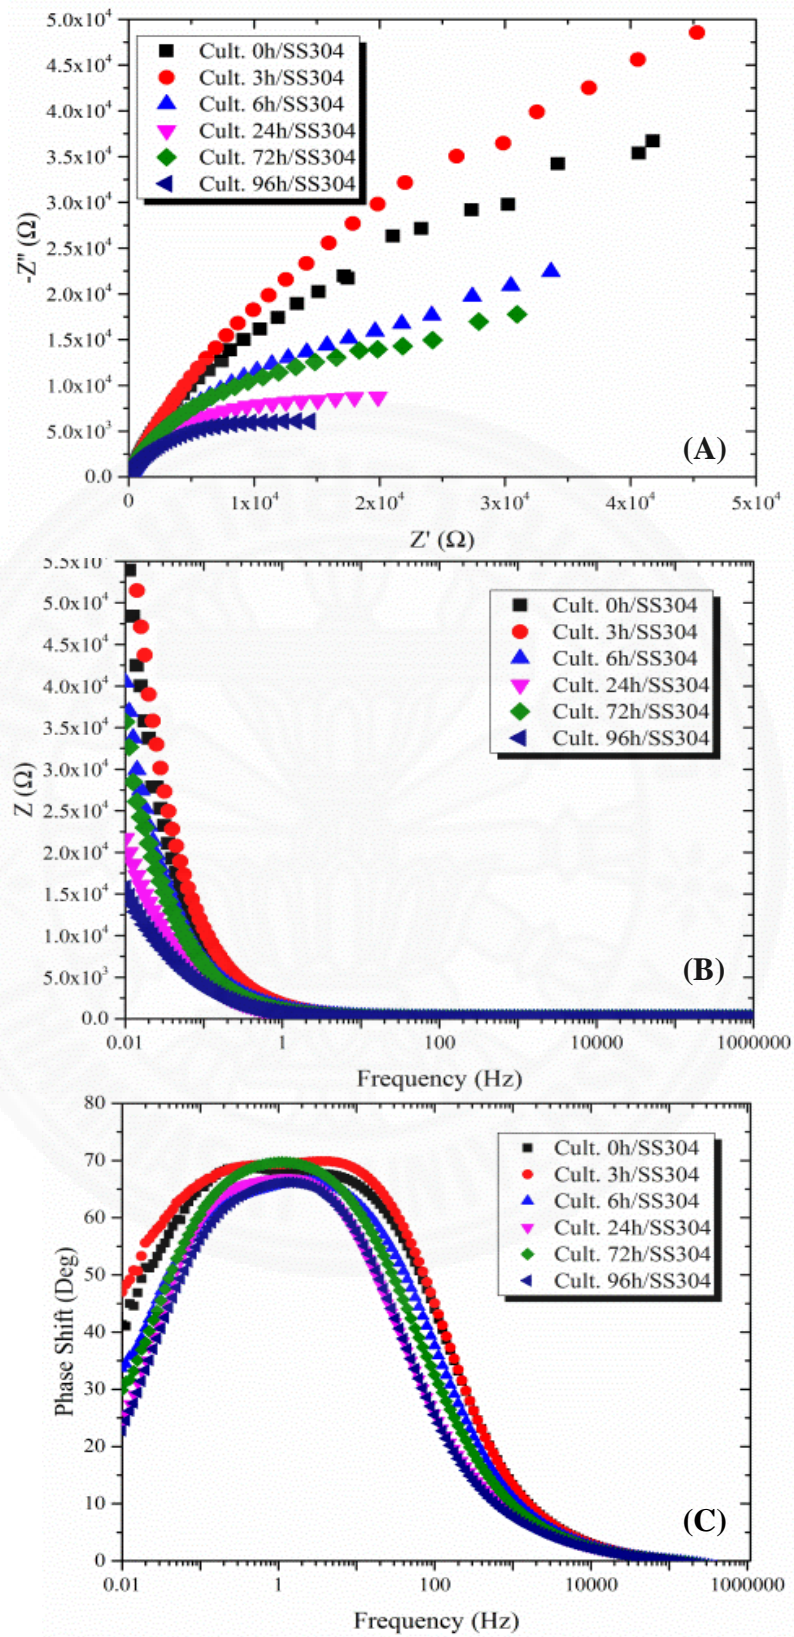 5.0x10⁴
Cult. 0h/SS304
Cult. 3h/SS304
Cult. 6h/SS304
Cult. 24h/SS304
Cult. 72h/SS304
Cult. 96h/SS304
4.5x10⁴
4.0x10⁴
3.5x10⁴
3.0x10⁴
2.5x10⁴
2.0x10⁴
1.5x10⁴
1.0x10⁴
5.0x10³
0.0
-Z'' (Ω)
(A)
0 1x10⁴ 2x10⁴ 3x10⁴ 4x10⁴ 5x10⁴
Z' (Ω)
5.0x10⁴
Cult. 0h/SS304
Cult. 3h/SS304
Cult. 6h/SS304
Cult. 24h/SS304
Cult. 72h/SS304
Cult. 96h/SS304
4.5x10⁴
4.0x10⁴
3.5x10⁴
3.0x10⁴
2.5x10⁴
2.0x10⁴
1.5x10⁴
1.0x10⁴
5.0x10³
0.0
Z (Ω)
(B)
0.01 1 100 10000 1000000
Frequency (Hz)
80
Cult. 0h/SS304
Cult. 3h/SS304
Cult. 6h/SS304
Cult. 24h/SS304
Cult. 72h/SS304
Cult. 96h/SS304
70
60
50
40
30
20
10
0
Phase Shift (Deg)
(C)
0.01 1 100 10000 1000000
Frequency (Hz)